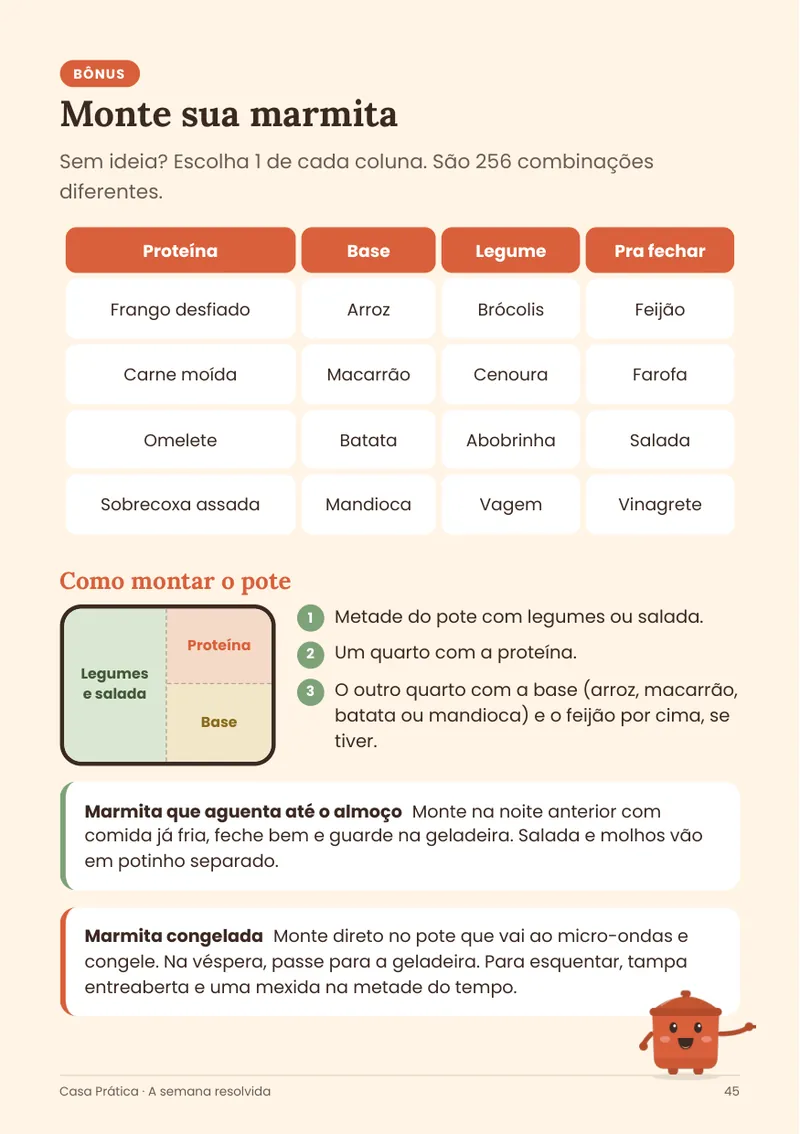 BÔNUS
Monte sua marmita
Sem ideia? Escolha 1 de cada coluna. São 256 combinações
diferentes.
Proteína Base Legume Pra fechar
Frango desfiado Arroz Brócolis Feijão
Carne moída Macarrão Cenoura Farofa
Omelete Batata Abobrinha Salada
Sobrecoxa assada Mandioca Vagem Vinagrete
Como montar o pote
Legumes
e salada
Proteína
Base
1 Metade do pote com legumes ou salada.
2 Um quarto com a proteína.
3 O outro quarto com a base (arroz, macarrão,
batata ou mandioca) e o feijão por cima, se
tiver.
Marmita que aguenta até o almoço Monte na noite anterior com
comida já fria, feche bem e guarde na geladeira. Salada e molhos vão
em potinho separado.
Marmita congelada Monte direto no pote que vai ao micro-ondas e
congele. Na véspera, passe para a geladeira. Para esquentar, tampa
entreaberta e uma mexida na metade do tempo.
Casa Prática · A semana resolvida 45